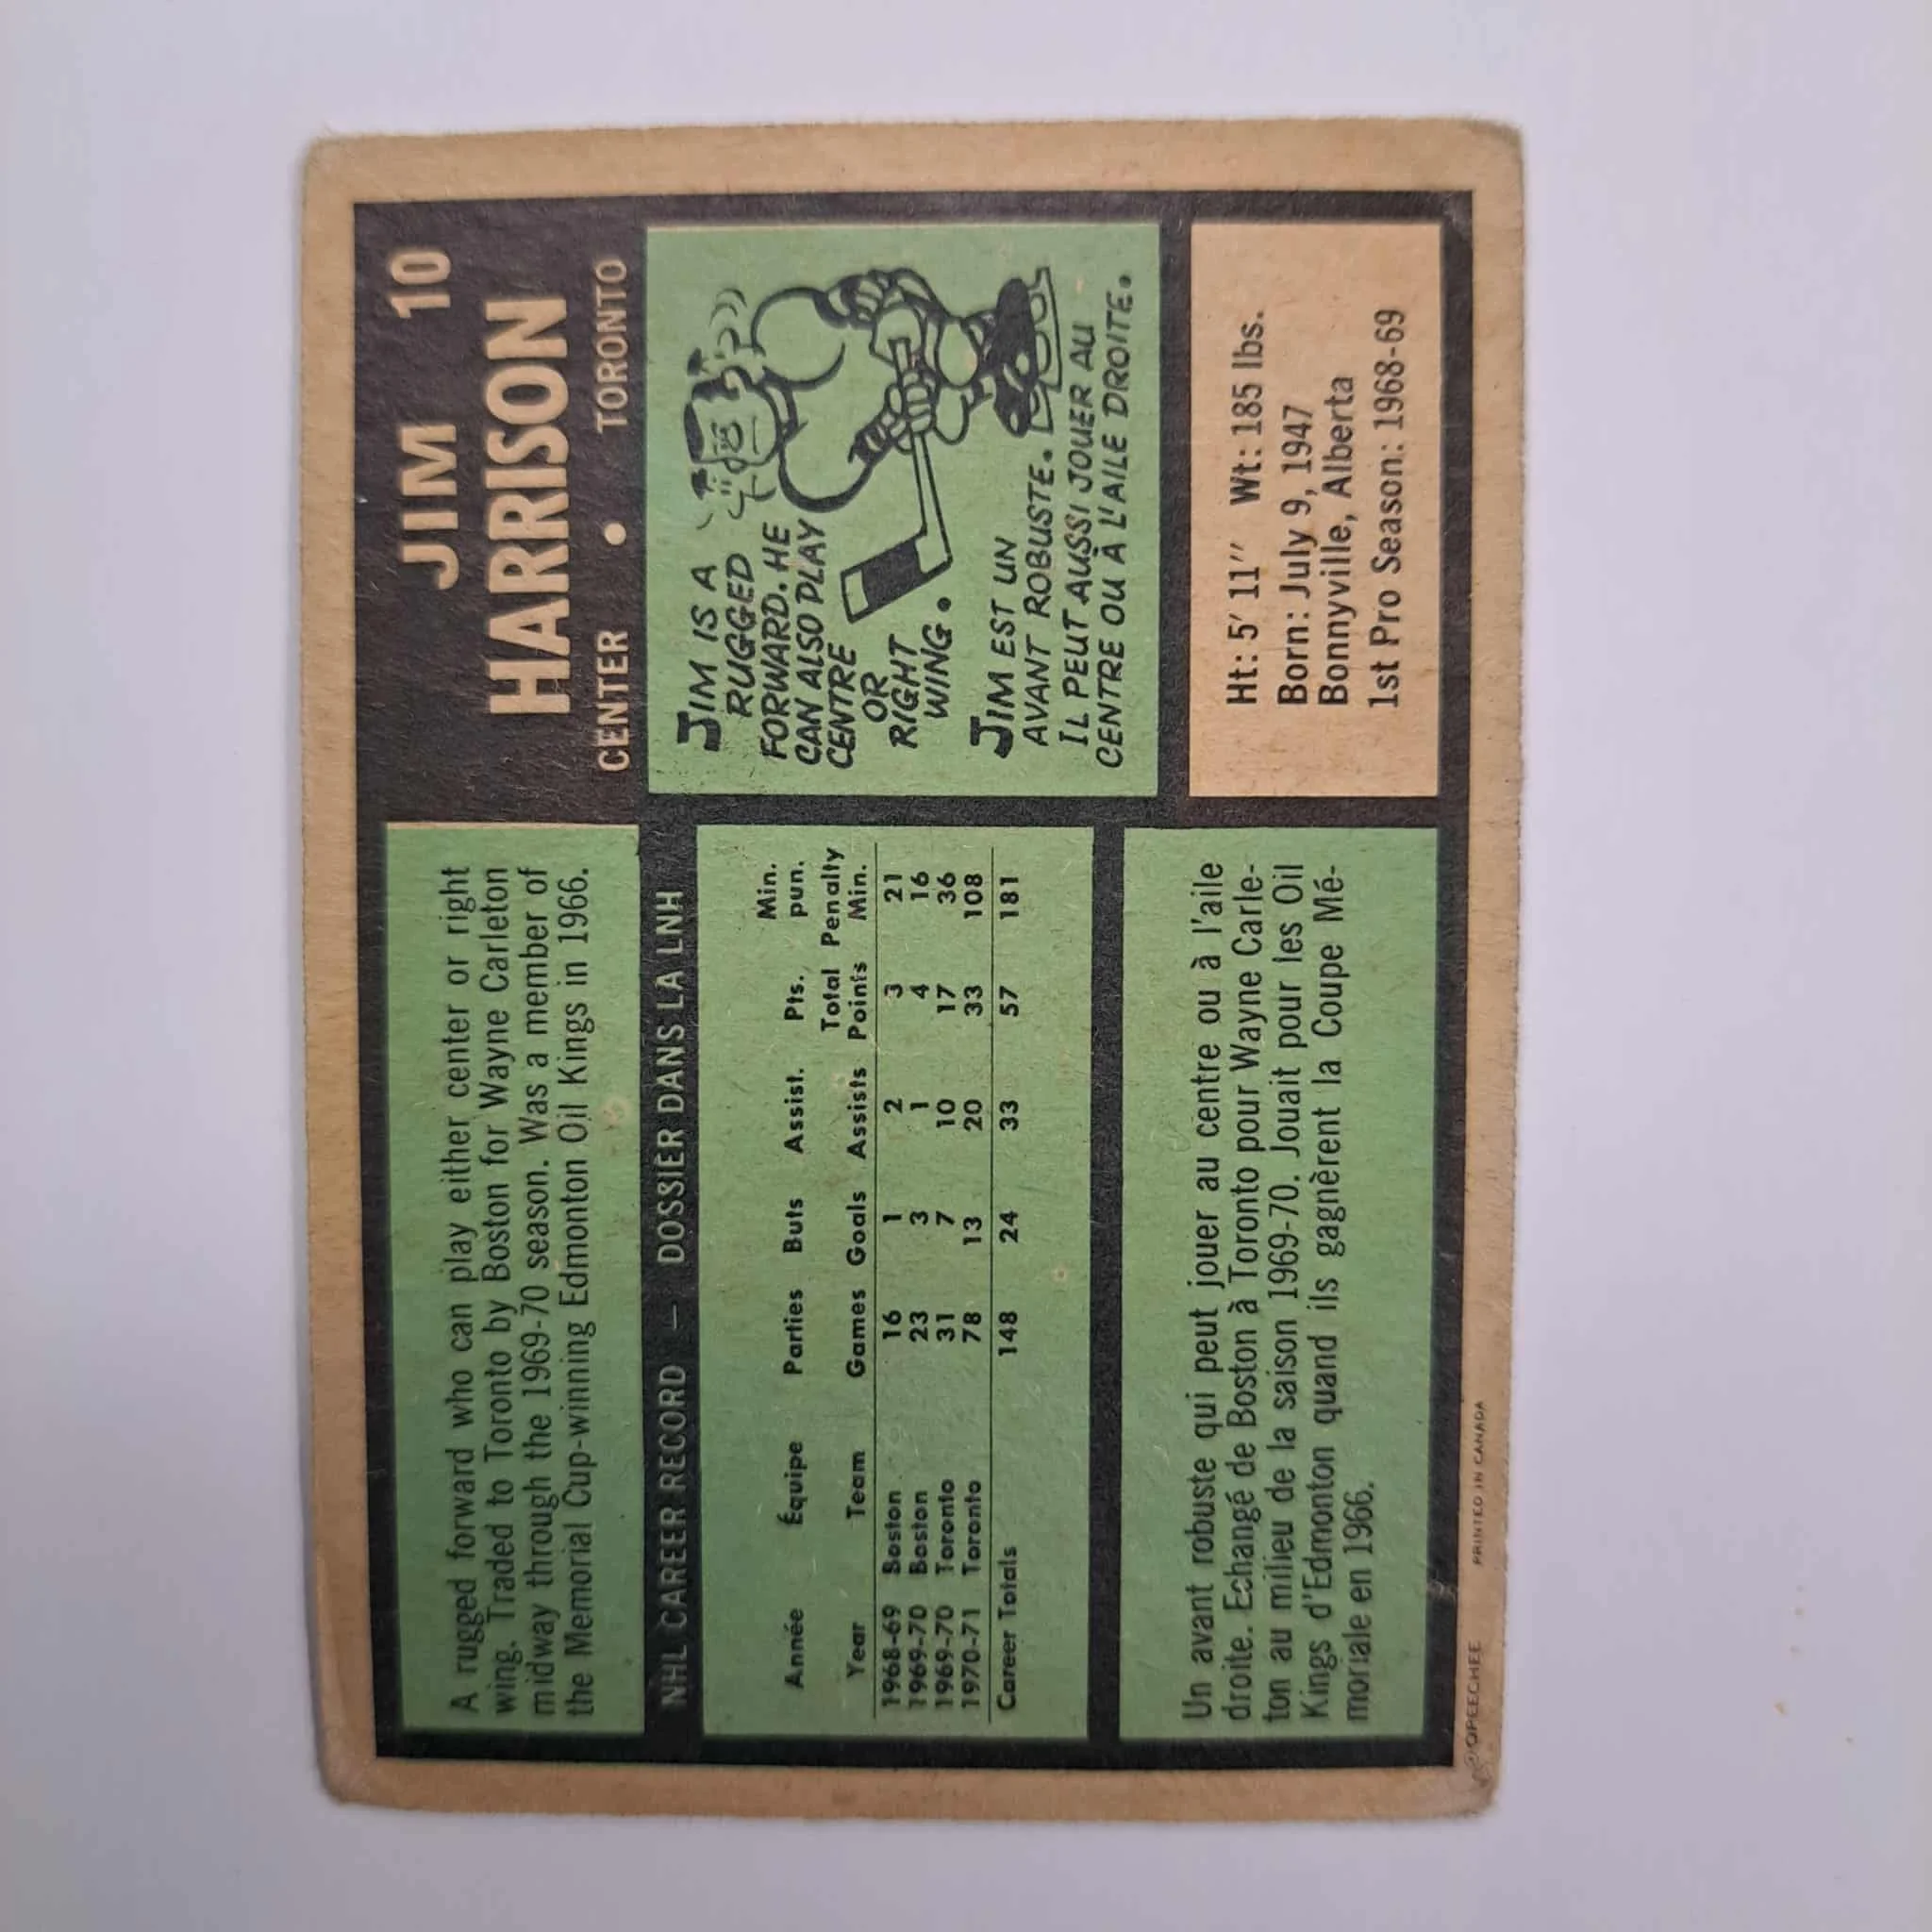 A rugged forward who can play either center or right
wing. Traded to Toronto by Boston for Wayne Carleton
midway through the 1969-70 season. Was a member of
the Memorial Cup-winning Edmonton Oil Kings in 1966.
JIM 10
HARRISON
CENTER • TORONTO
NHL CAREER RECORD — DOSSIER DANS LA LNH
Année Équipe Parties Buts Assist. Pts. Min. pun.
Year Team Games Goals Assists Total Points Penalty Min.
1968-69 Boston 16 1 2 3 21
1969-70 Boston 23 3 1 4 16
1969-70 Toronto 31 7 10 17 36
1970-71 Toronto 78 13 20 33 108
Career Totals 148 24 33 57 181
JIM IS A
RUGGED
FORWARD. HE
CAN ALSO PLAY
CENTRE
OR
RIGHT
WING.
JIM EST UN
AVANT ROBUSTE.
IL PEUT AUSSI JOUER AU
CENTRE OU À L'AILE DROITE.
Un avant robuste qui peut jouer au centre ou à l'aile
droite. Echangé de Boston à Toronto pour Wayne Carle-
ton au milieu de la saison 1969-70. Jouait pour les Oil
Kings d'Edmonton quand ils gagnèrent la Coupe Mé-
moriale en 1966.
Ht: 5' 11" Wt: 185 lbs.
Born: July 9, 1947
Bonnyville, Alberta
1st Pro Season: 1968-69
©OPEECHEE PRINTED IN CANADA